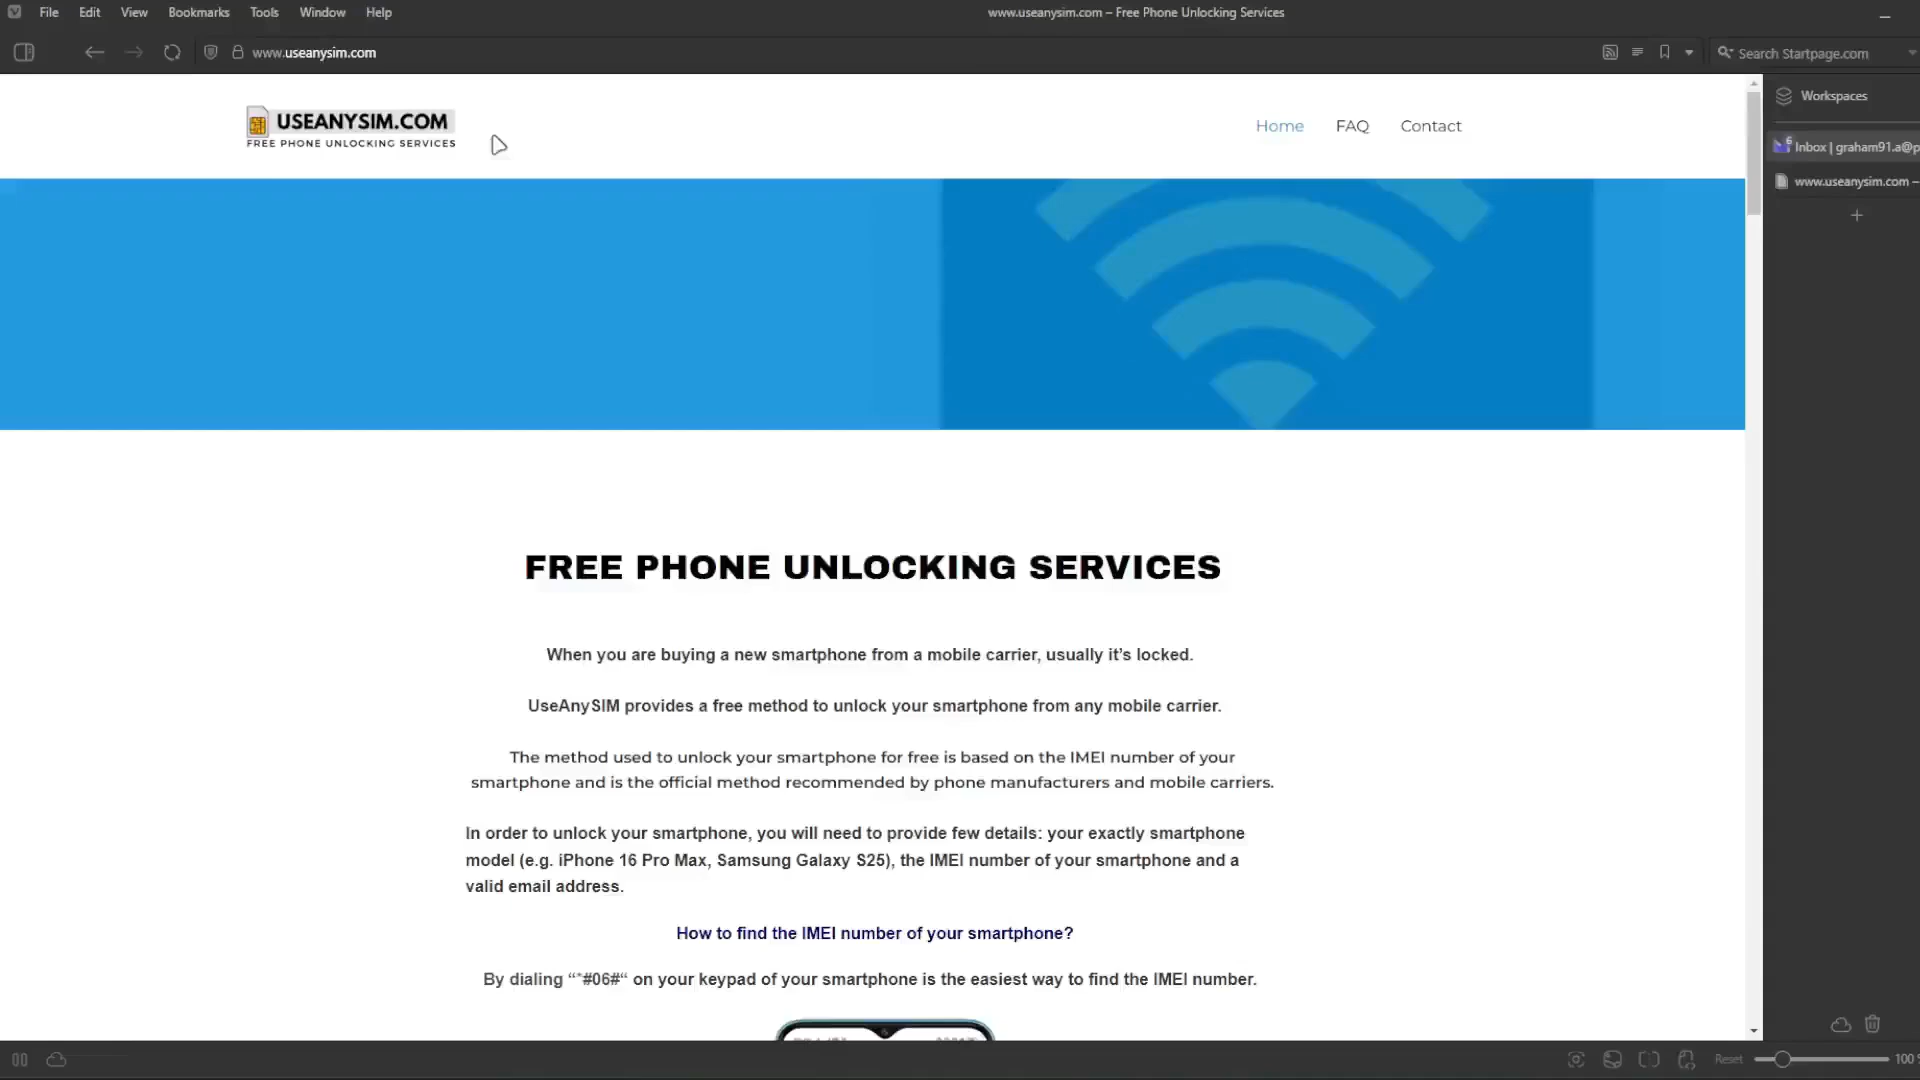 File Edit View Bookmarks Tools Window Help
www.useanysim.com – Free Phone Unlocking Services
www.useanysim.com
Search Startpage.com
USEANYSIM.COM
FREE PHONE UNLOCKING SERVICES
Home FAQ Contact
Workspaces
6
Inbox | graham91.a@p
www.useanysim.com –
FREE PHONE UNLOCKING SERVICES
When you are buying a new smartphone from a mobile carrier, usually it’s locked.
UseAnySIM provides a free method to unlock your smartphone from any mobile carrier.
The method used to unlock your smartphone for free is based on the IMEI number of your
smartphone and is the official method recommended by phone manufacturers and mobile carriers.
In order to unlock your smartphone, you will need to provide few details: your exactly smartphone
model (e.g. iPhone 16 Pro Max, Samsung Galaxy S25), the IMEI number of your smartphone and a
valid email address.
How to find the IMEI number of your smartphone?
By dialing “*#06#“ on your keypad of your smartphone is the easiest way to find the IMEI number.
Reset 100 %